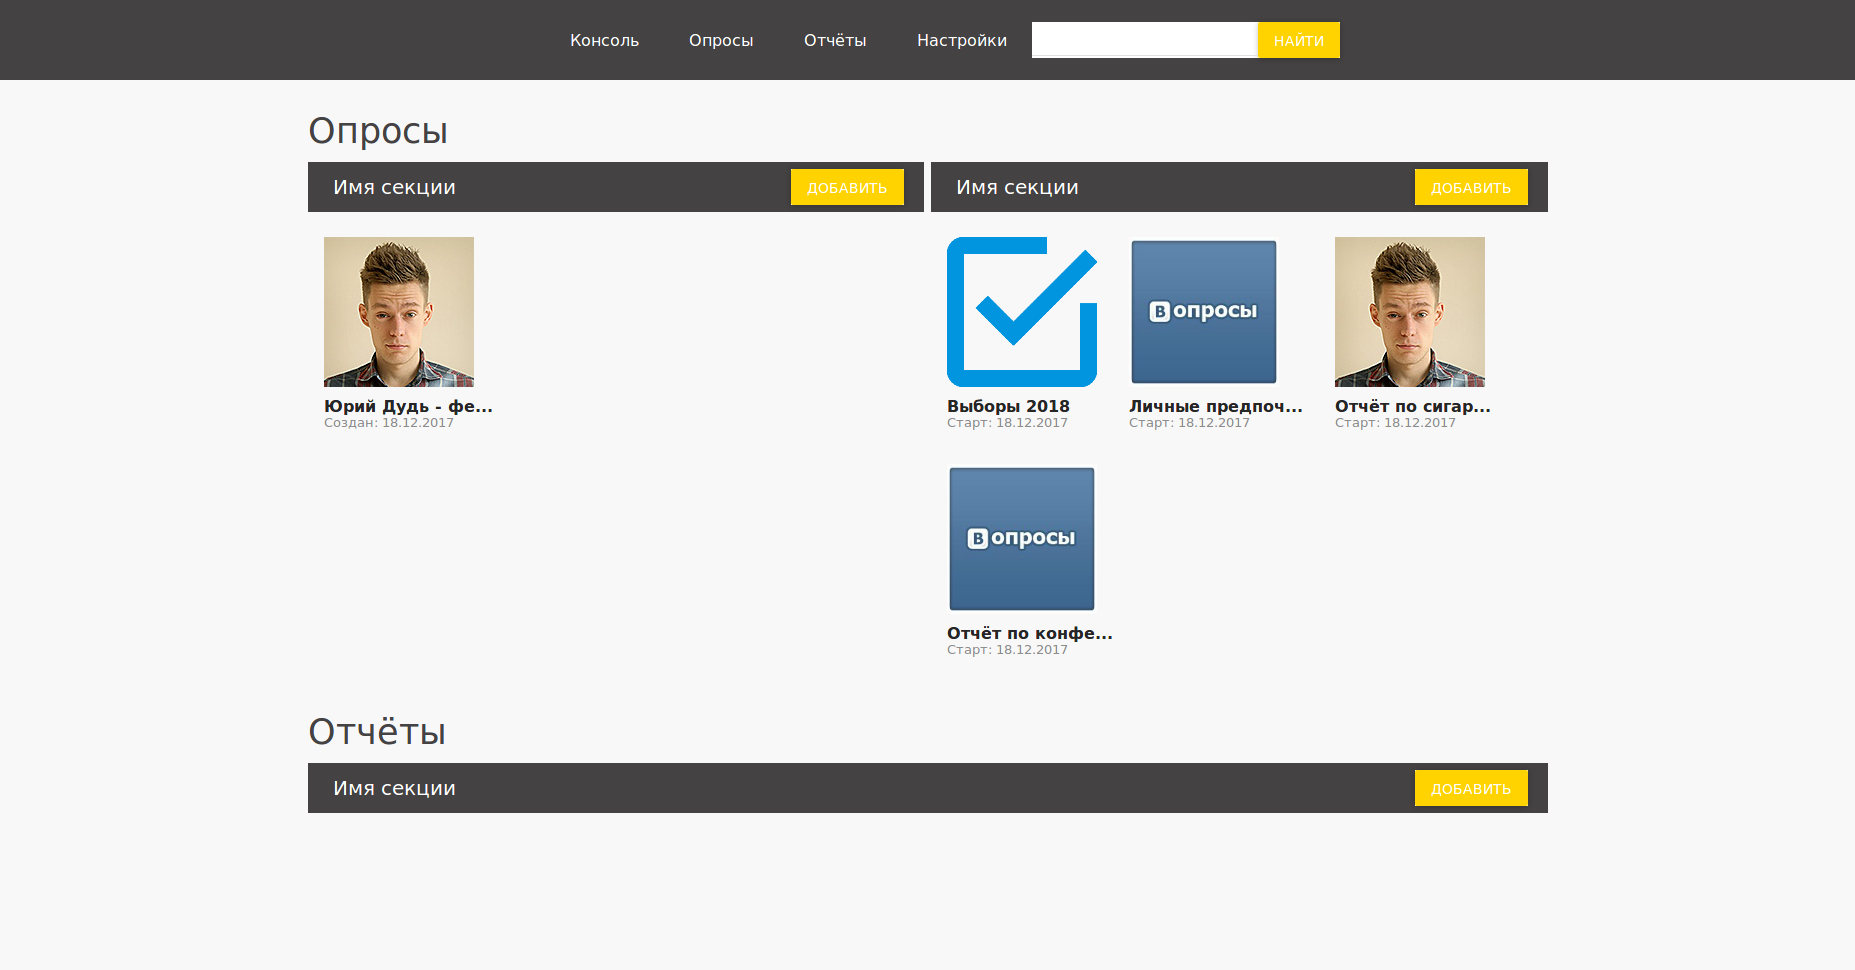 Консоль Опросы Отчёты Настройки НАЙТИ
Опросы
Имя секции ДОБАВИТЬ
Имя секции ДОБАВИТЬ
Юрий Дудь - фе...
Создан: 18.12.2017
Выборы 2018
Старт: 18.12.2017
В опросы
Личные предпоч...
Старт: 18.12.2017
Отчёт по сигар...
Старт: 18.12.2017
В опросы
Отчёт по конфе...
Старт: 18.12.2017
Отчёты
Имя секции ДОБАВИТЬ